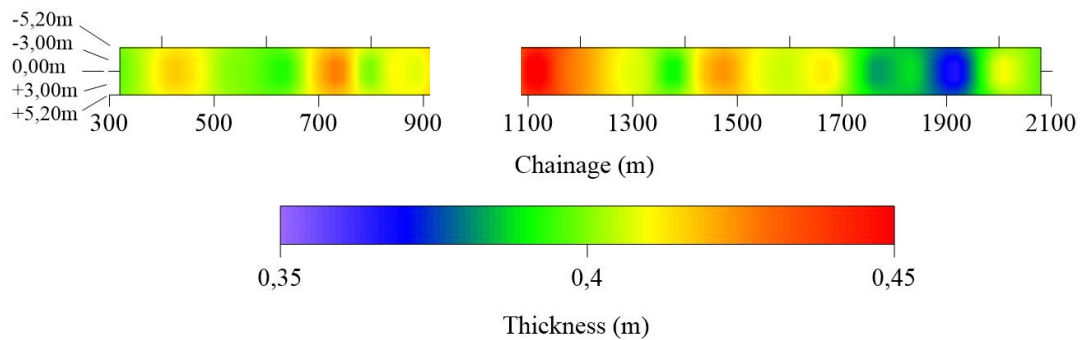 -5,20m
-3,00m
0,00m
+3,00m
+5,20m
300 500 700 900 1100 1300 1500 1700 1900 2100
Chainage (m)
0,35 0,4 0,45
Thickness (m)